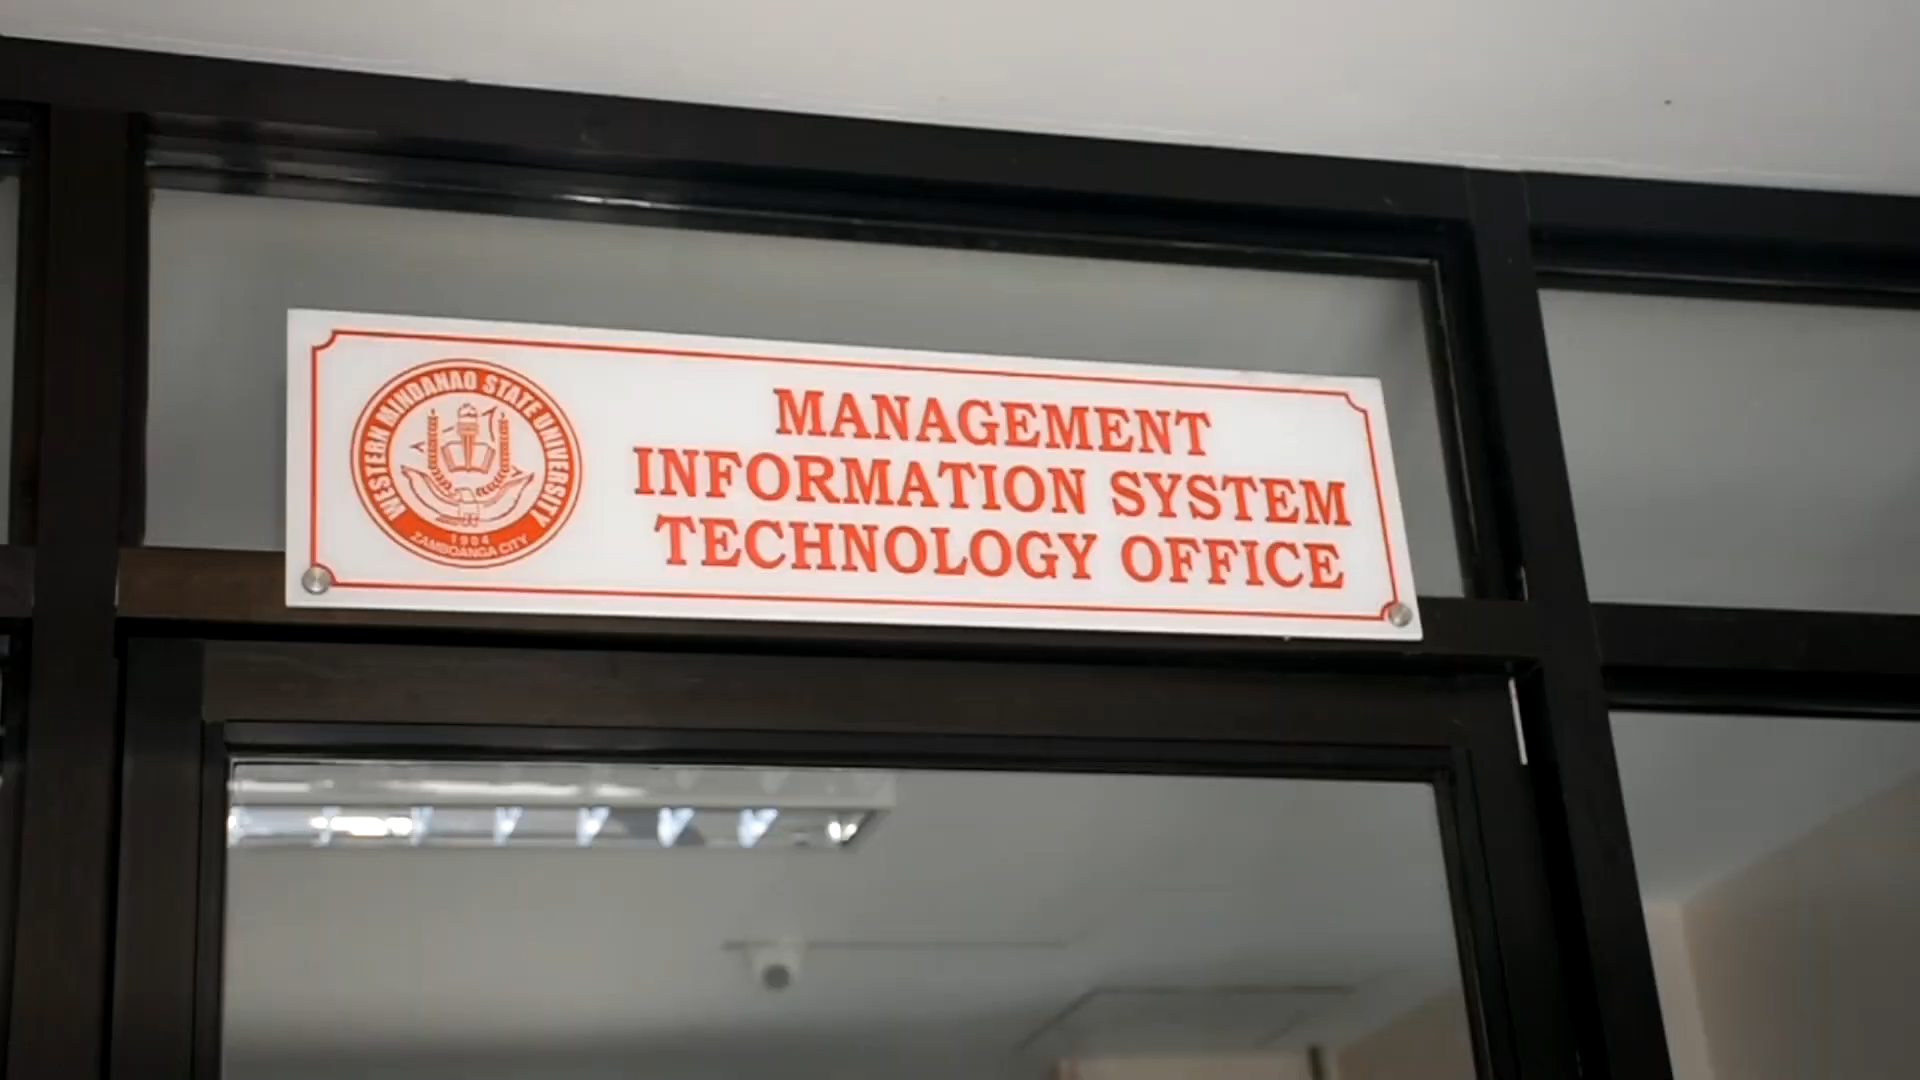 WESTERN MINDANAO STATE UNIVERSITY
1904
ZAMBOANGA CITY
MANAGEMENT
INFORMATION SYSTEM
TECHNOLOGY OFFICE